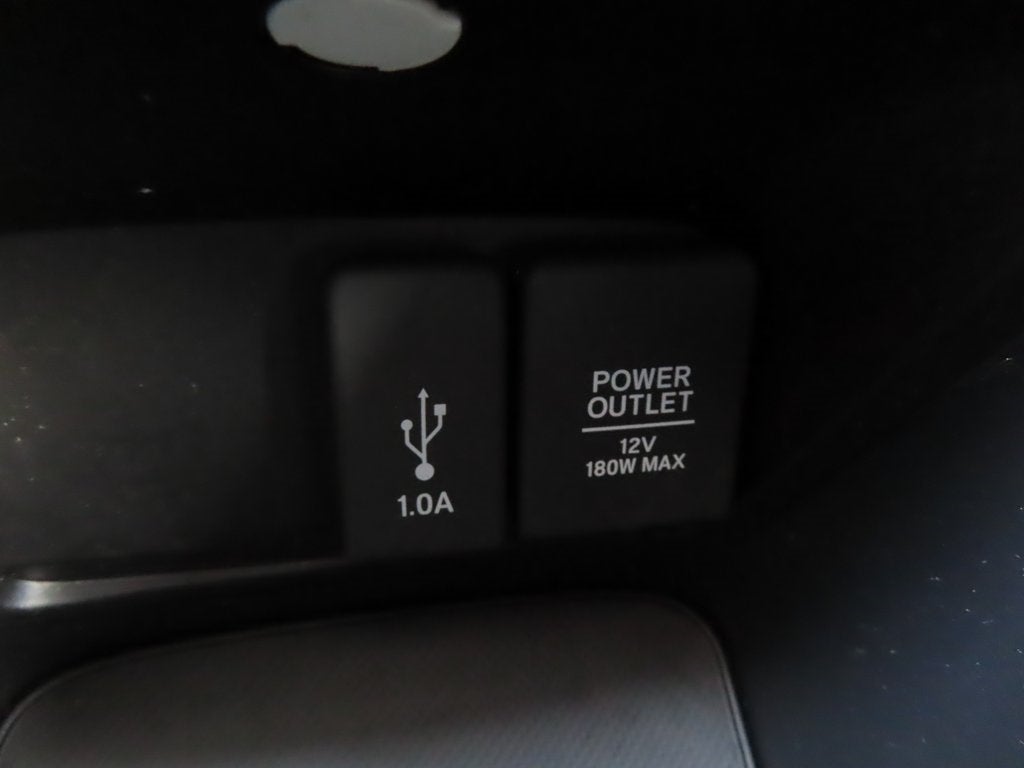 1.0A
POWER
OUTLET
12V
180W MAX